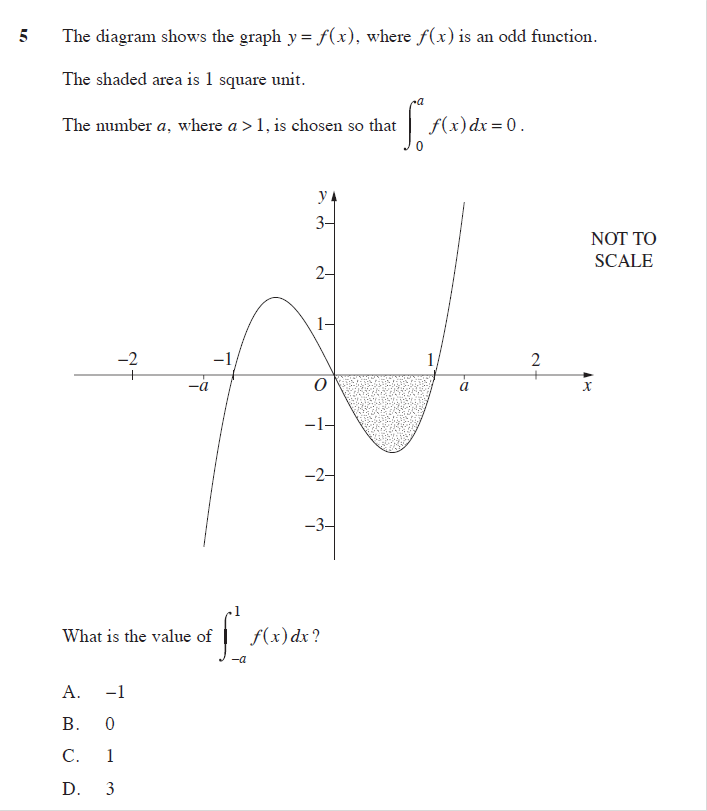 5 The diagram shows the graph y = f(x), where f(x) is an odd function.
The shaded area is 1 square unit.
The number a, where a > 1, is chosen so that ∫₀ᵃ f(x) dx = 0.
y
3
NOT TO
SCALE
2
1
−2 −1 1 2
−a O a x
−1
−2
−3
What is the value of ∫₋ₐ¹ f(x) dx?
A. −1
B. 0
C. 1
D. 3